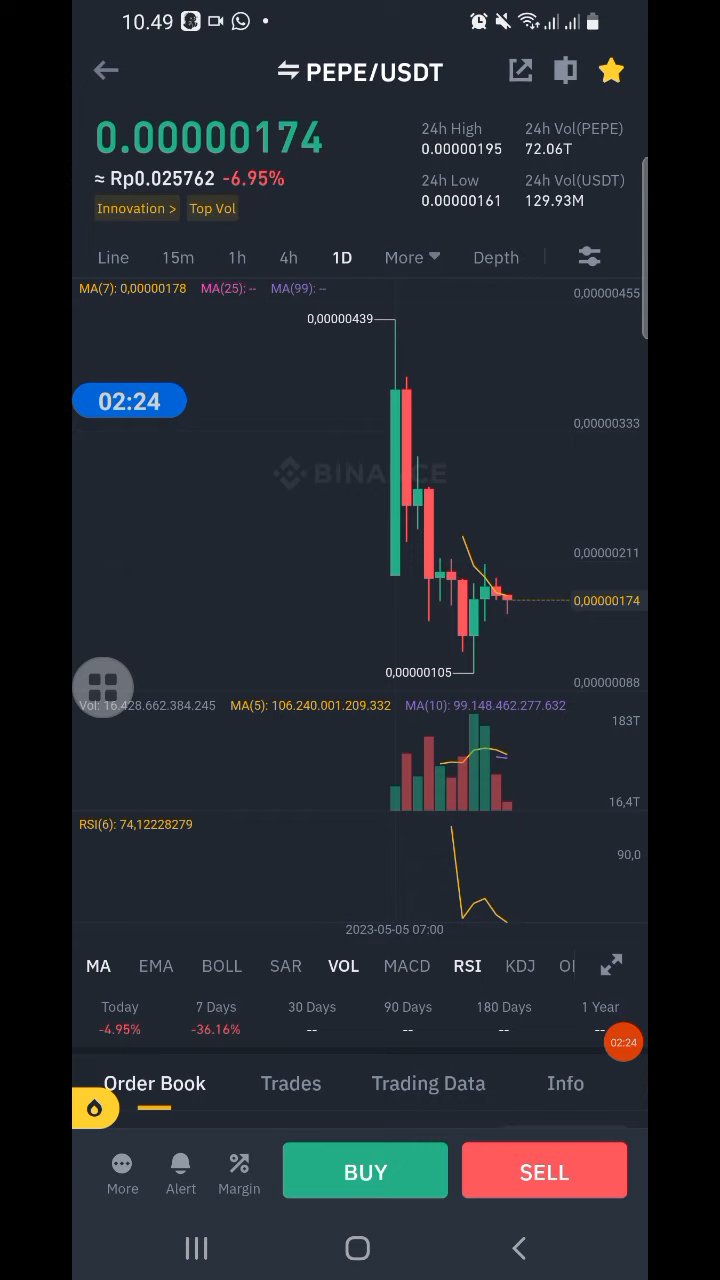 10.49
PEPE/USDT
0.00000174
≈ Rp0.025762 -6.95%
Innovation > Top Vol
24h High 24h Vol(PEPE)
0.00000195 72.06T
24h Low 24h Vol(USDT)
0.00000161 129.93M
Line 15m 1h 4h 1D More Depth
MA(7): 0,00000178 MA(25): -- MA(99): --
0,00000455
0,00000439
02:24
0,00000333
BINANCE
0,00000211
0,00000174
0,00000105
0,00000088
Vol: 16.428.662.384.245 MA(5): 106.240.001.209.332 MA(10): 99.148.462.277.632
183T
16,4T
RSI(6): 74,12228279
90,0
2023-05-05 07:00
MA EMA BOLL SAR VOL MACD RSI KDJ
Today 7 Days 30 Days 90 Days 180 Days 1 Year
-4.95% -36.16% -- -- -- --
02:24
Order Book Trades Trading Data Info
More Alert Margin BUY SELL